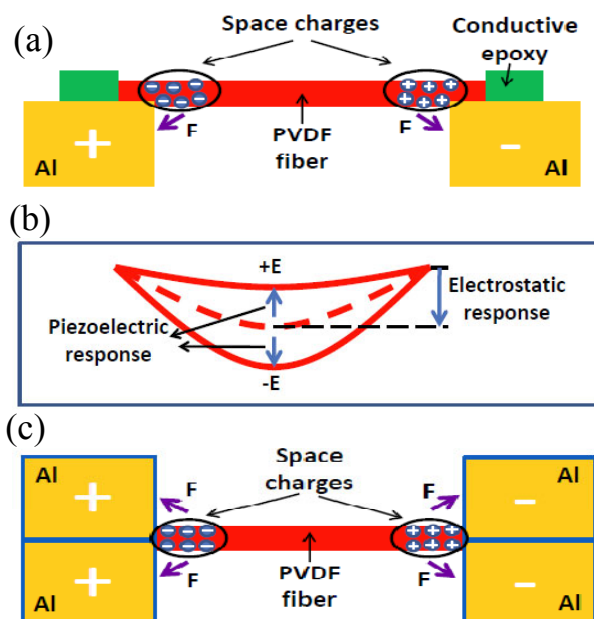 (a)
Space charges
Conductive
epoxy
F
PVDF
fiber
F
Al
+
−
Al
(b)
+E
Electrostatic
response
Piezoelectric
response
-E
(c)
Al
+
F
Space
charges
F
Al
−
Al
+
F
PVDF
fiber
F
Al
−